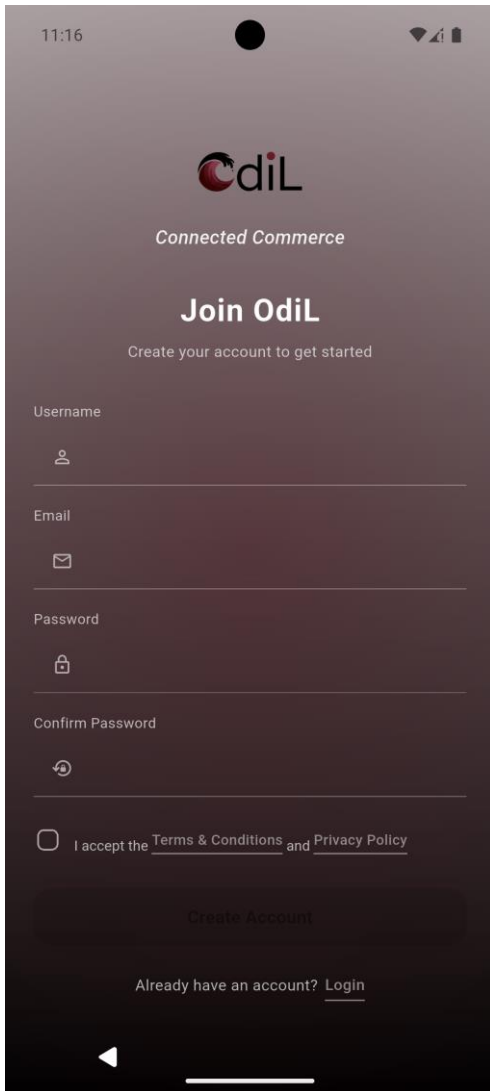 11:16
OdiL
Connected Commerce
Join OdiL
Create your account to get started
Username
Email
Password
Confirm Password
I accept the Terms & Conditions and Privacy Policy
Create Account
Already have an account? Login